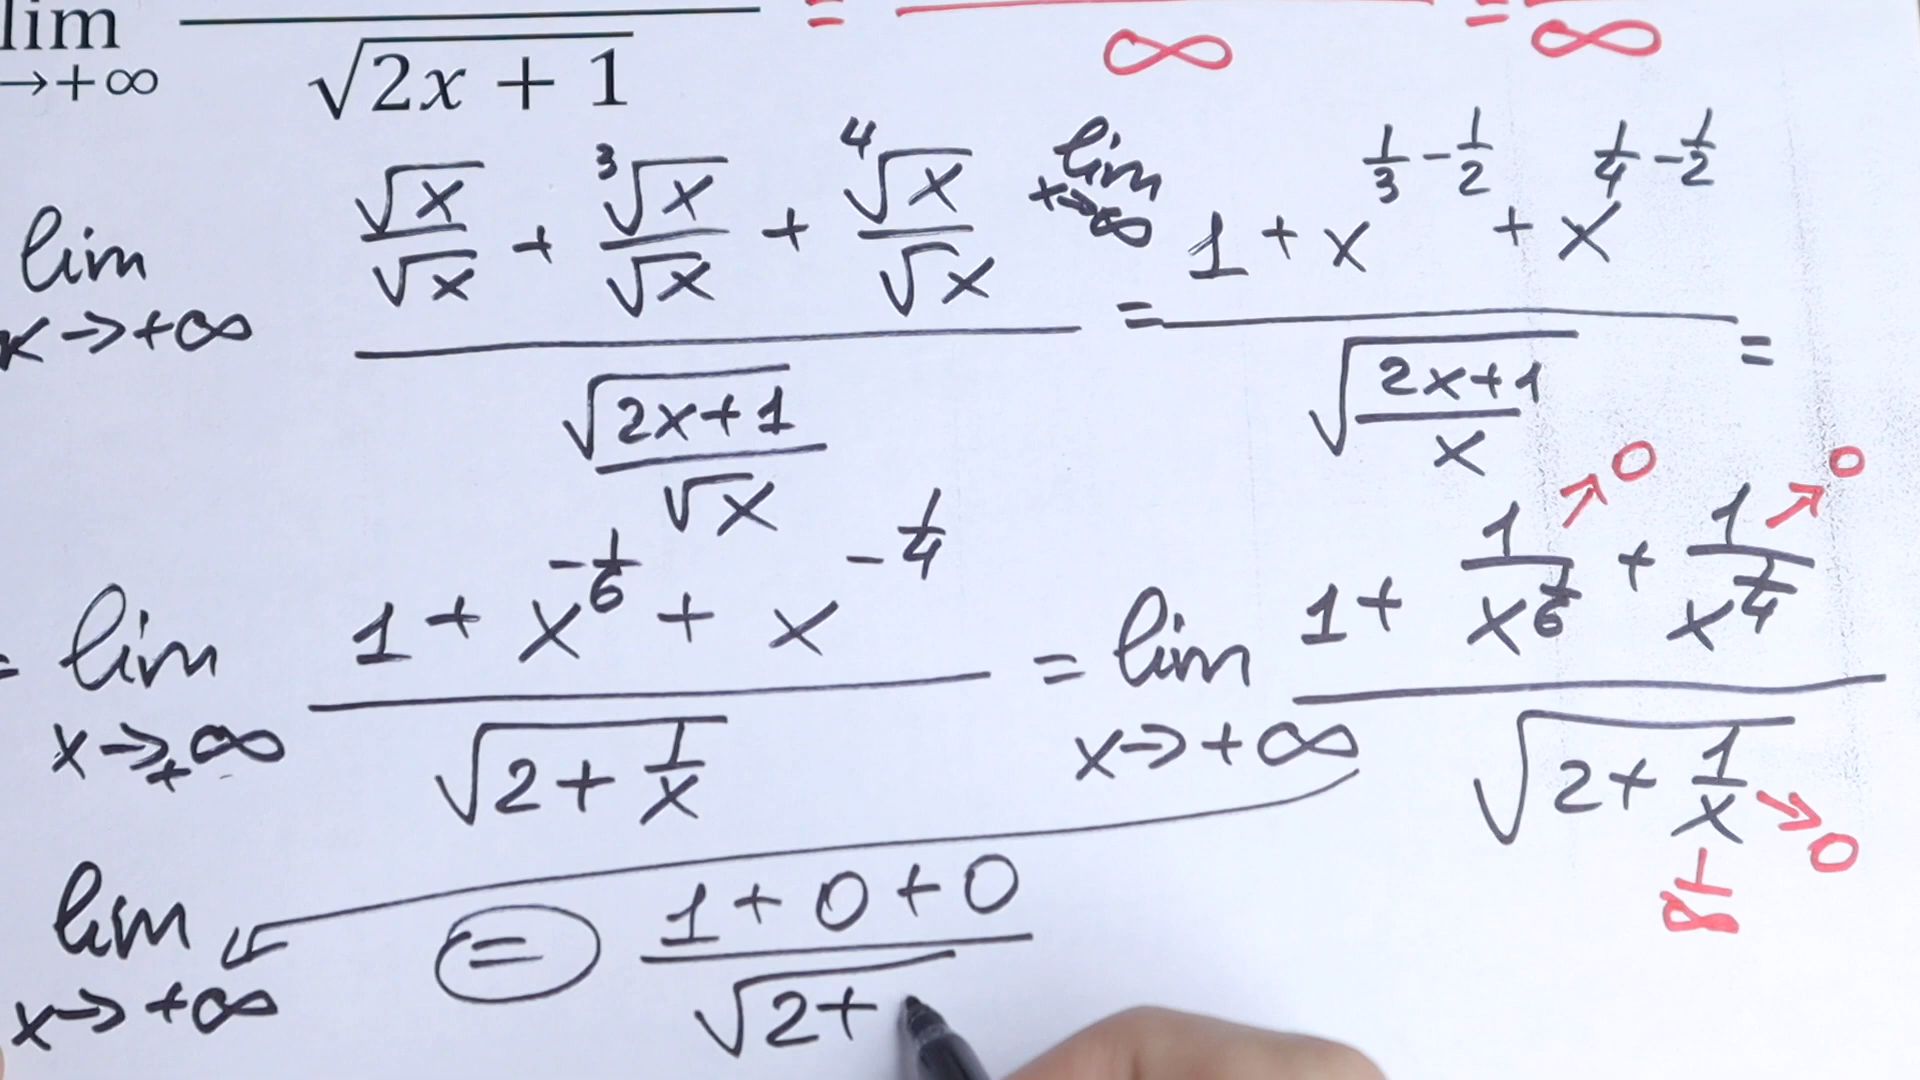 lim →+∞ √2x + 1 = ∞ = ∞
lim x→+∞ (√x/√x + ³√x/√x + ⁴√x/√x) / (√2x+1/√x) = lim x→∞ (1 + x^(1/3 - 1/2) + x^(1/4 - 1/2)) / √((2x+1)/x) =
= lim x→+∞ (1 + x^(-1/6) + x^(-1/4)) / √(2 + 1/x) = lim x→+∞ (1 + 1/x^(1/6) →0 + 1/x^(1/4) →0) / √(2 + 1/x →0) 1/∞
lim x→+∞ = (1 + 0 + 0) / √(2+